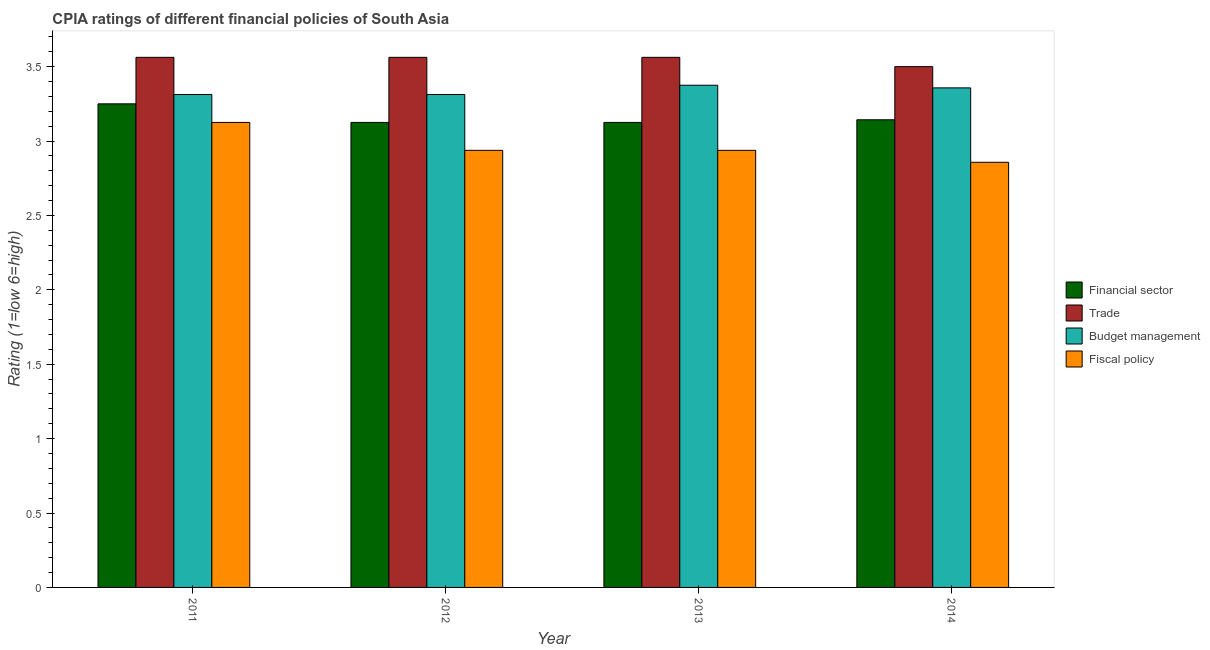 CPIA ratings of different financial policies of South Asia
Rating (1=low 6=high)
3.5
3
2.5
2
1.5
1
0.5
0
2011
2012
2013
2014
Year
Financial sector
Trade
Budget management
Fiscal policy